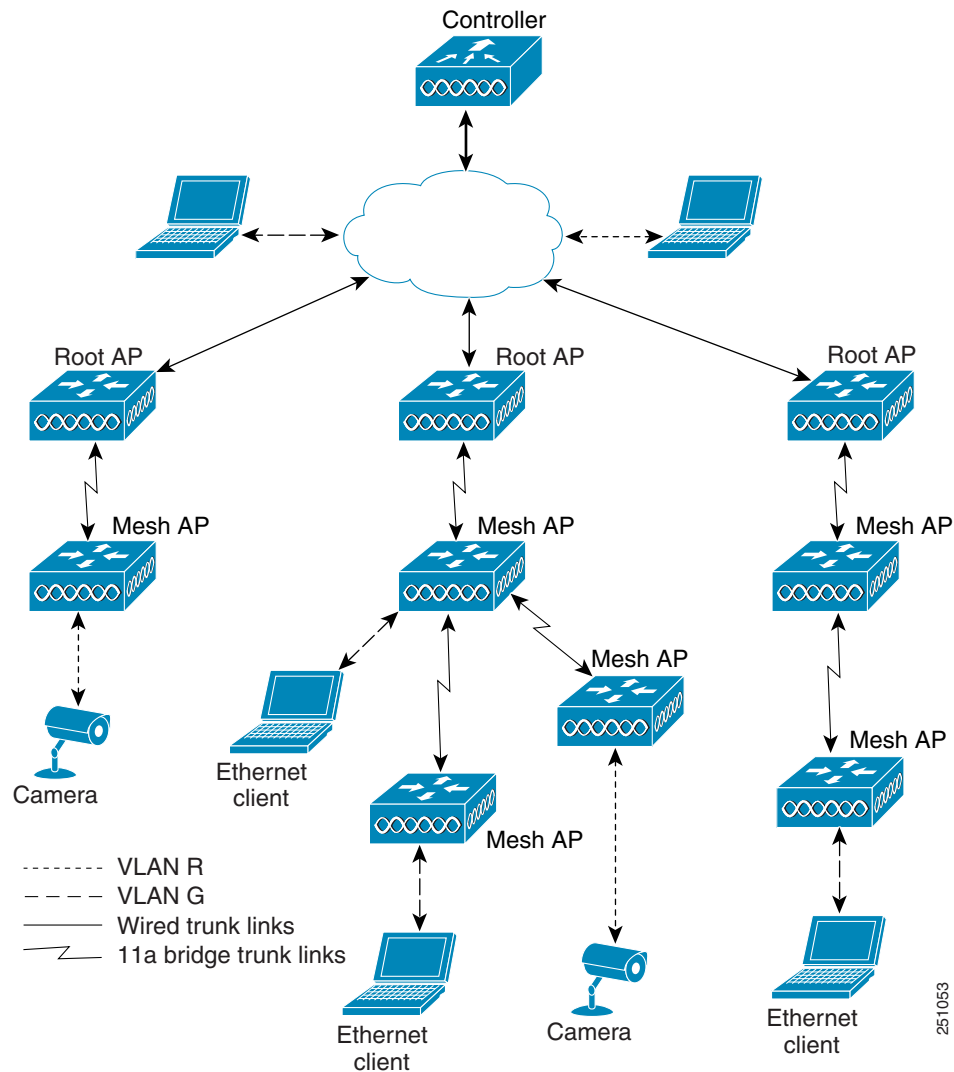 Controller
Root AP
Root AP
Root AP
Mesh AP
Mesh AP
Mesh AP
Mesh AP
Mesh AP
Ethernet
client
Camera
Mesh AP
VLAN R
VLAN G
Wired trunk links
11a bridge trunk links
Ethernet
client
Camera
Ethernet
client
251053